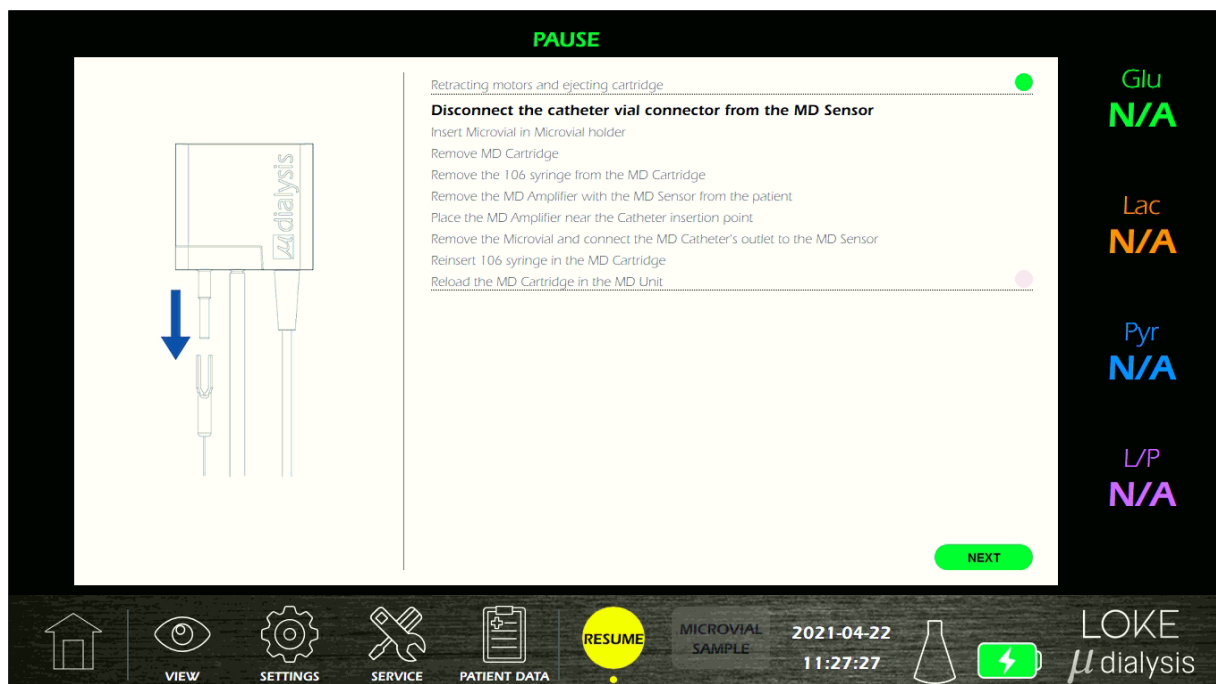 PAUSE
Retracting motors and ejecting cartridge
Disconnect the catheter vial connector from the MD Sensor
Insert Microvial in Microvial holder
Remove MD Cartridge
Remove the 106 syringe from the MD Cartridge
Remove the MD Amplifier with the MD Sensor from the patient
Place the MD Amplifier near the Catheter insertion point
Remove the Microvial and connect the MD Catheter's outlet to the MD Sensor
Reinsert 106 syringe in the MD Cartridge
Reload the MD Cartridge in the MD Unit
μdialysis
NEXT
Glu
N/A
Lac
N/A
Pyr
N/A
L/P
N/A
VIEW
SETTINGS
SERVICE
PATIENT DATA
RESUME
MICROVIAL
SAMPLE
2021-04-22
11:27:27
LOKE
μ dialysis